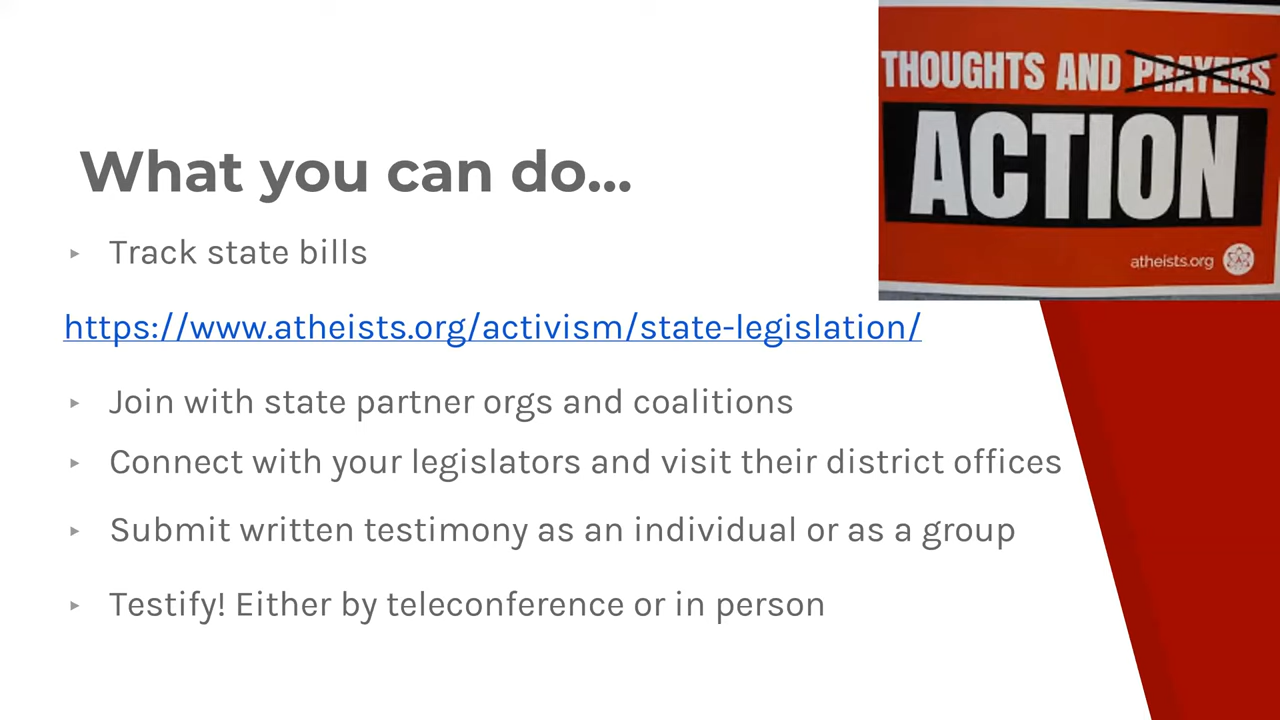 THOUGHTS AND PRAYERS
ACTION
atheists.org
What you can do...
▸ Track state bills
https://www.atheists.org/activism/state-legislation/
▸ Join with state partner orgs and coalitions
▸ Connect with your legislators and visit their district offices
▸ Submit written testimony as an individual or as a group
▸ Testify! Either by teleconference or in person